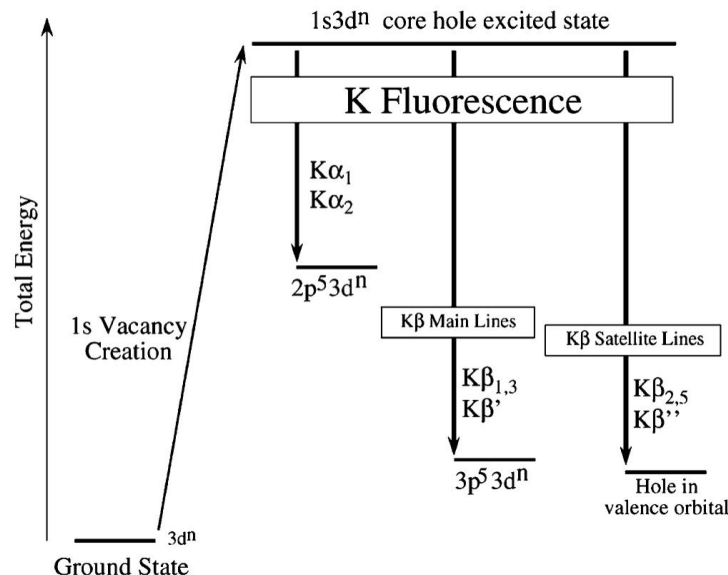 1s3dⁿ core hole excited state
K Fluorescence
Kα₁
Kα₂
2p⁵3dⁿ
Total Energy
1s Vacancy
Creation
Kβ Main Lines
Kβ Satellite Lines
Kβ₁,₃
Kβ’
Kβ₂,₅
Kβ’’
3p⁵3dⁿ
Hole in
valence orbital
3dⁿ
Ground State